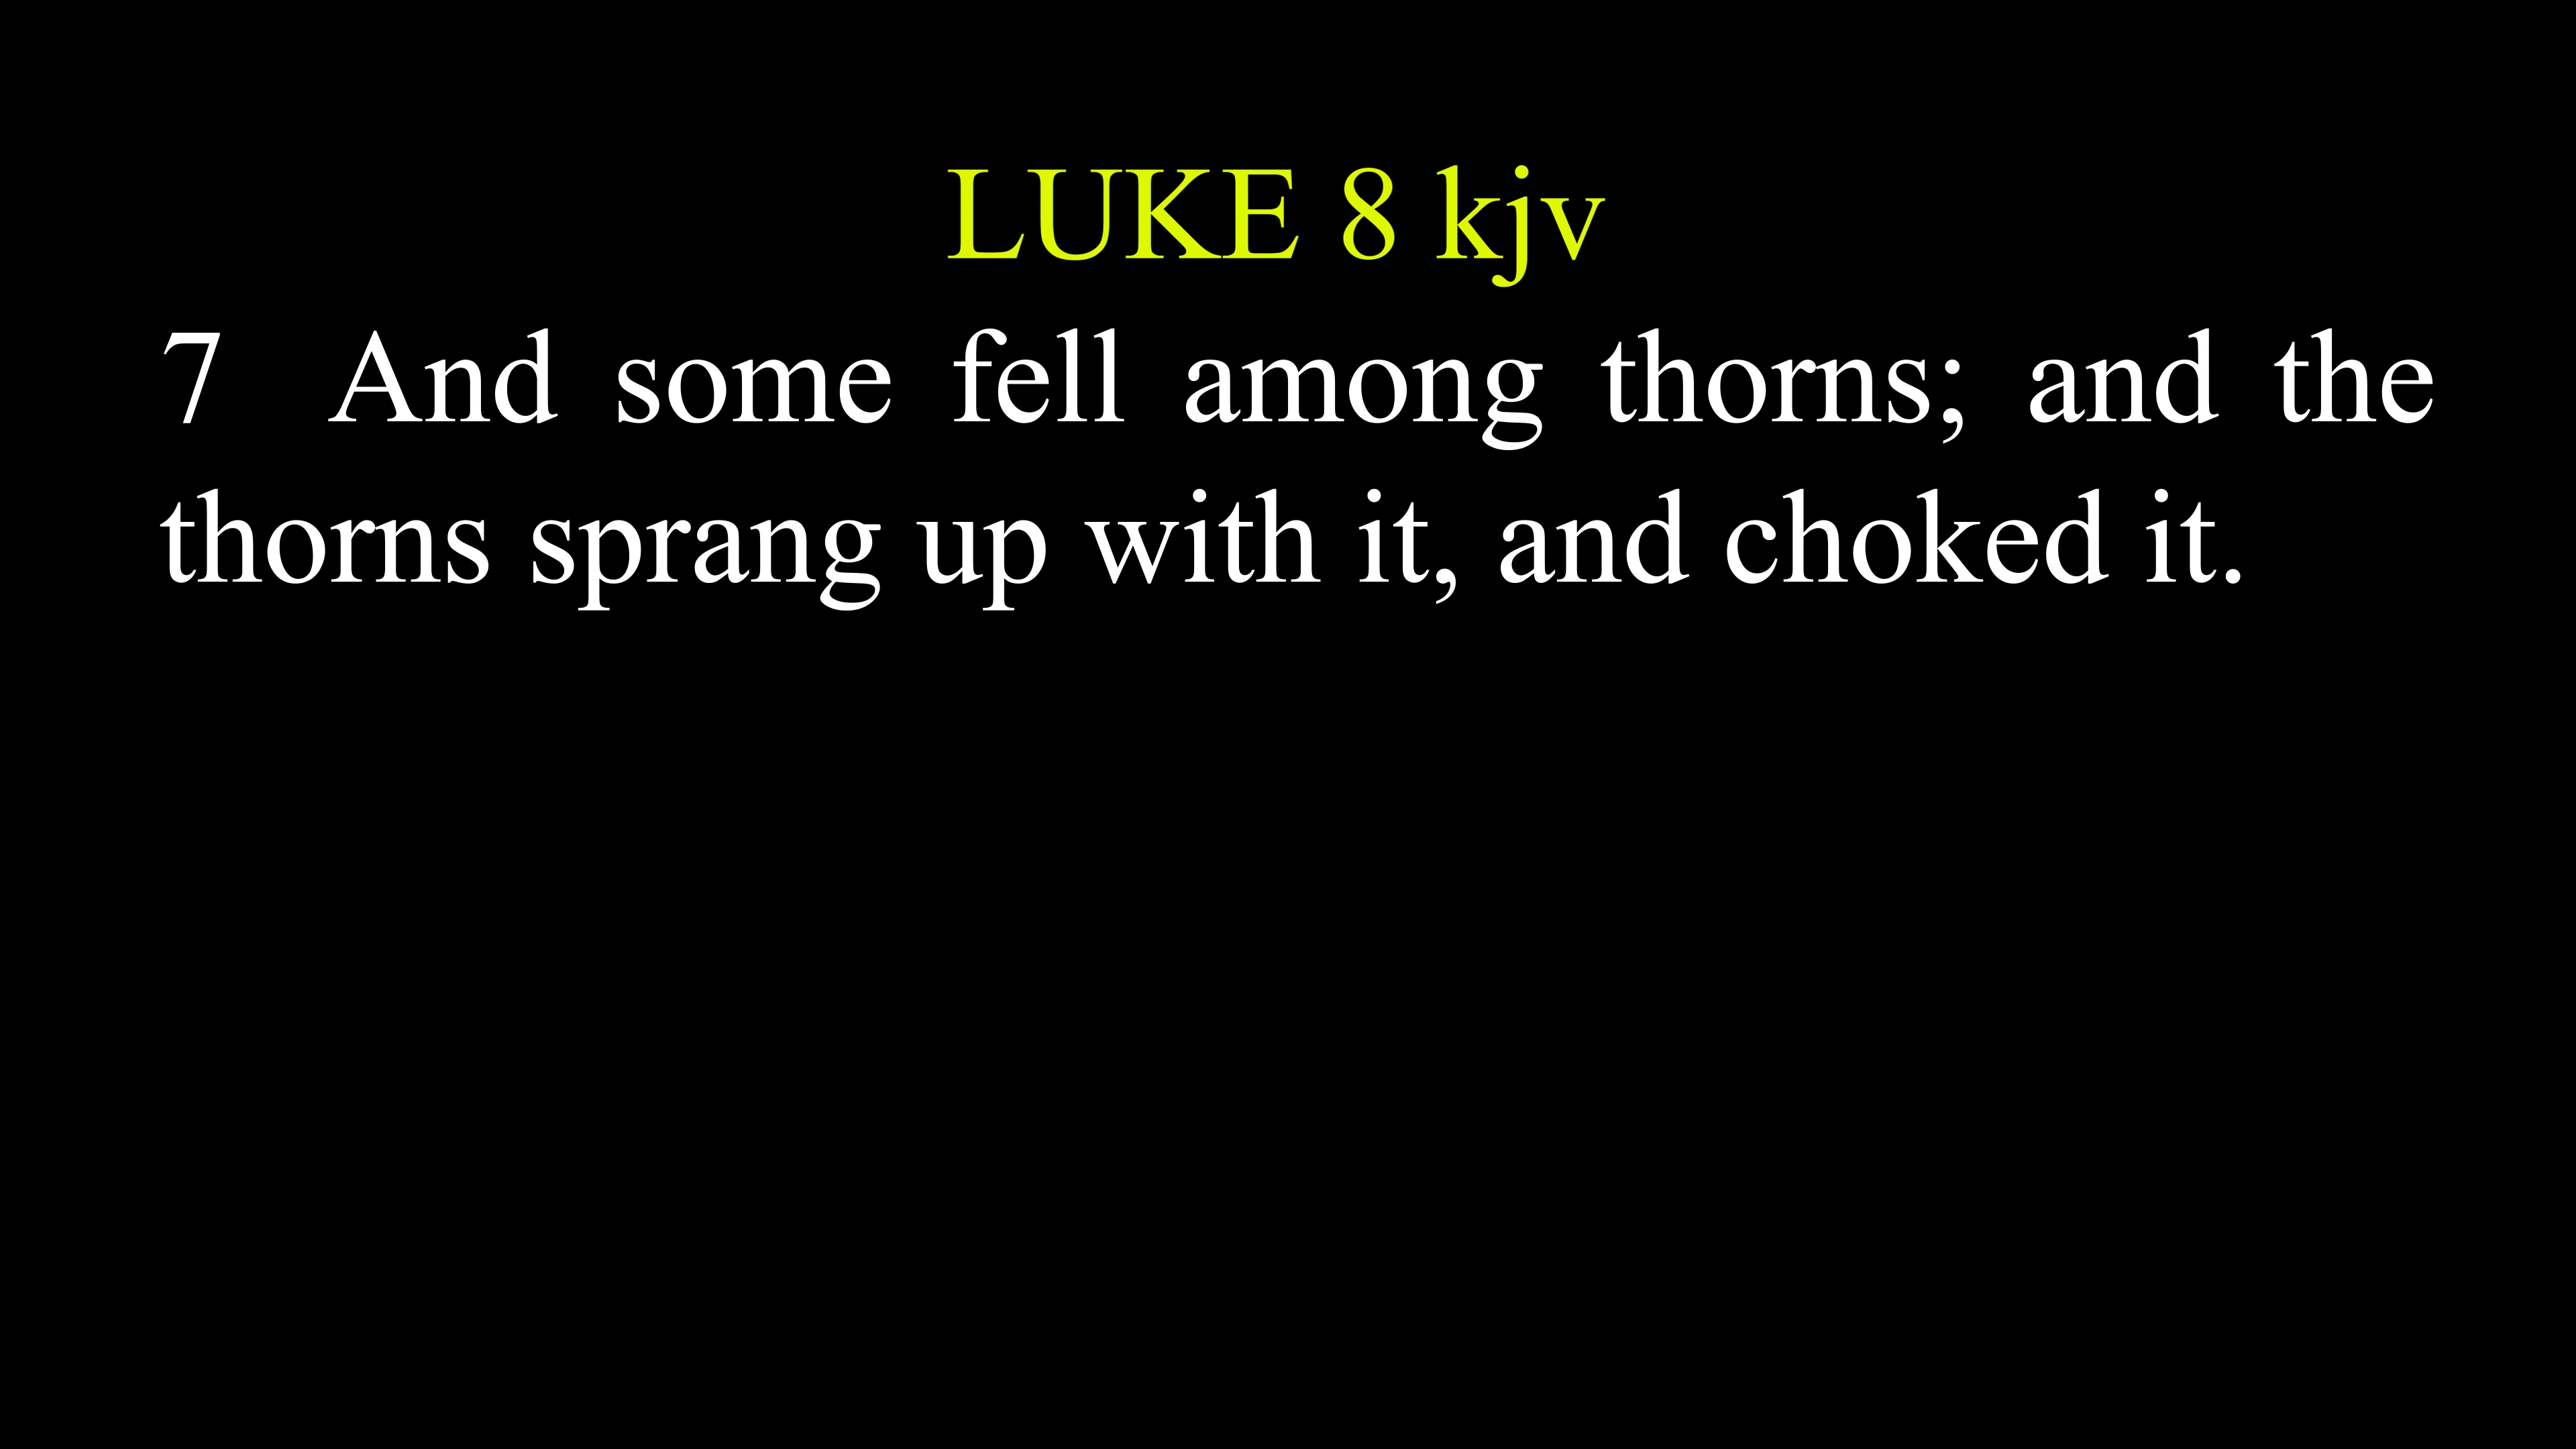 LUKE 8 kjv
7 And some fell among thorns; and the
thorns sprang up with it, and choked it.